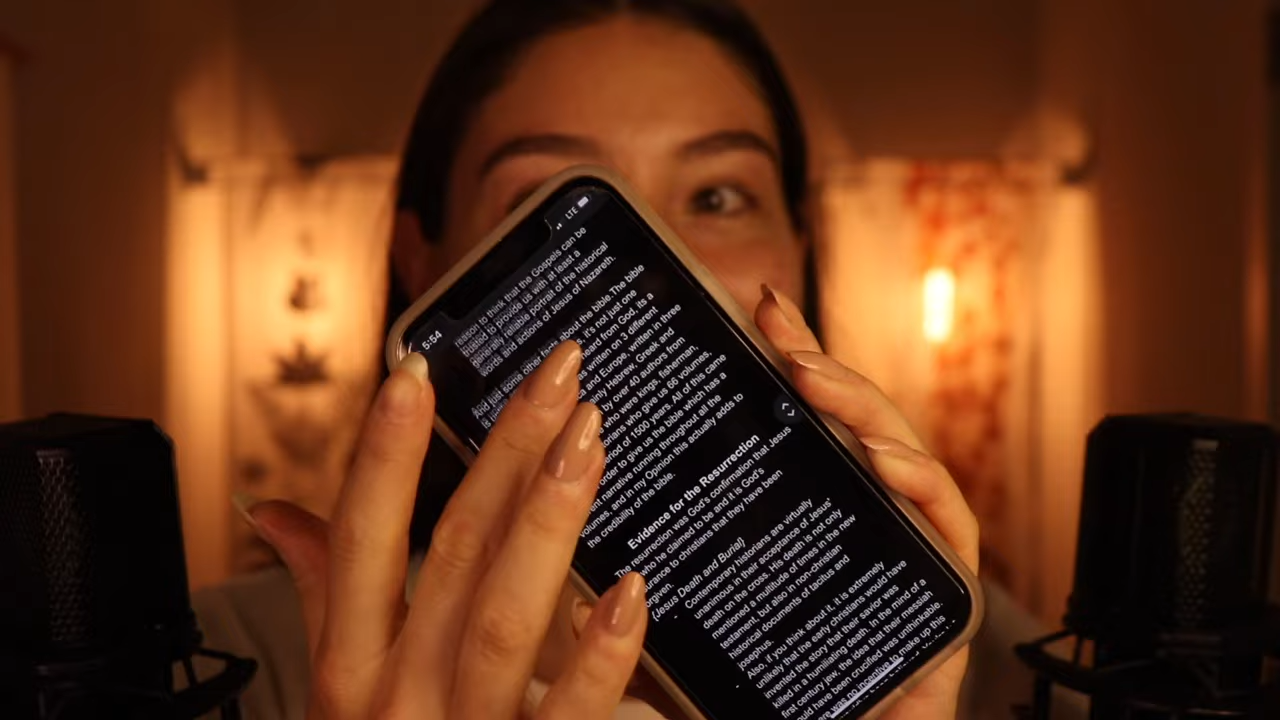 5:54
LTE
reason to think that the Gospels can be
to provide us with at least a
generally reliable portrait of the historical
words and actions of Jesus of Nazareth.
And just some other facts about the bible. The bible
is it's not just one
from God, its a
written on 3 different
and Europe, written in three
Hebrew, Greek and
by over 40 authors from
who were kings, fisherman,
who give us 66 volumes,
period of 1500 years. All of this came
order to give us the bible which has a
narrative running throughout all the
volumes, and in my Opinion this actually adds to
the credibility of the bible.
Evidence for the Resurrection
The resurrection was God's confirmation that Jesus
who he claimed to be and it is God's
to christians that they have been
forgiven.
(Jesus Death and Burial)
Contemporary historians are virtually
unanimous in their acceptance of Jesus'
death on the cross. His death is not only
mentioned a multitude of times in the new
testament, but also in non-christian
historical documents of tacitus and
josephus
Also, if you think about it, it is extremely
unlikely that the early christians would have
invented the story that their savior was
killed in a humiliating death. In the mind of a
first century jew, the idea that their messiah
would have been crucified was unthinkable.
was no incentive to make up this